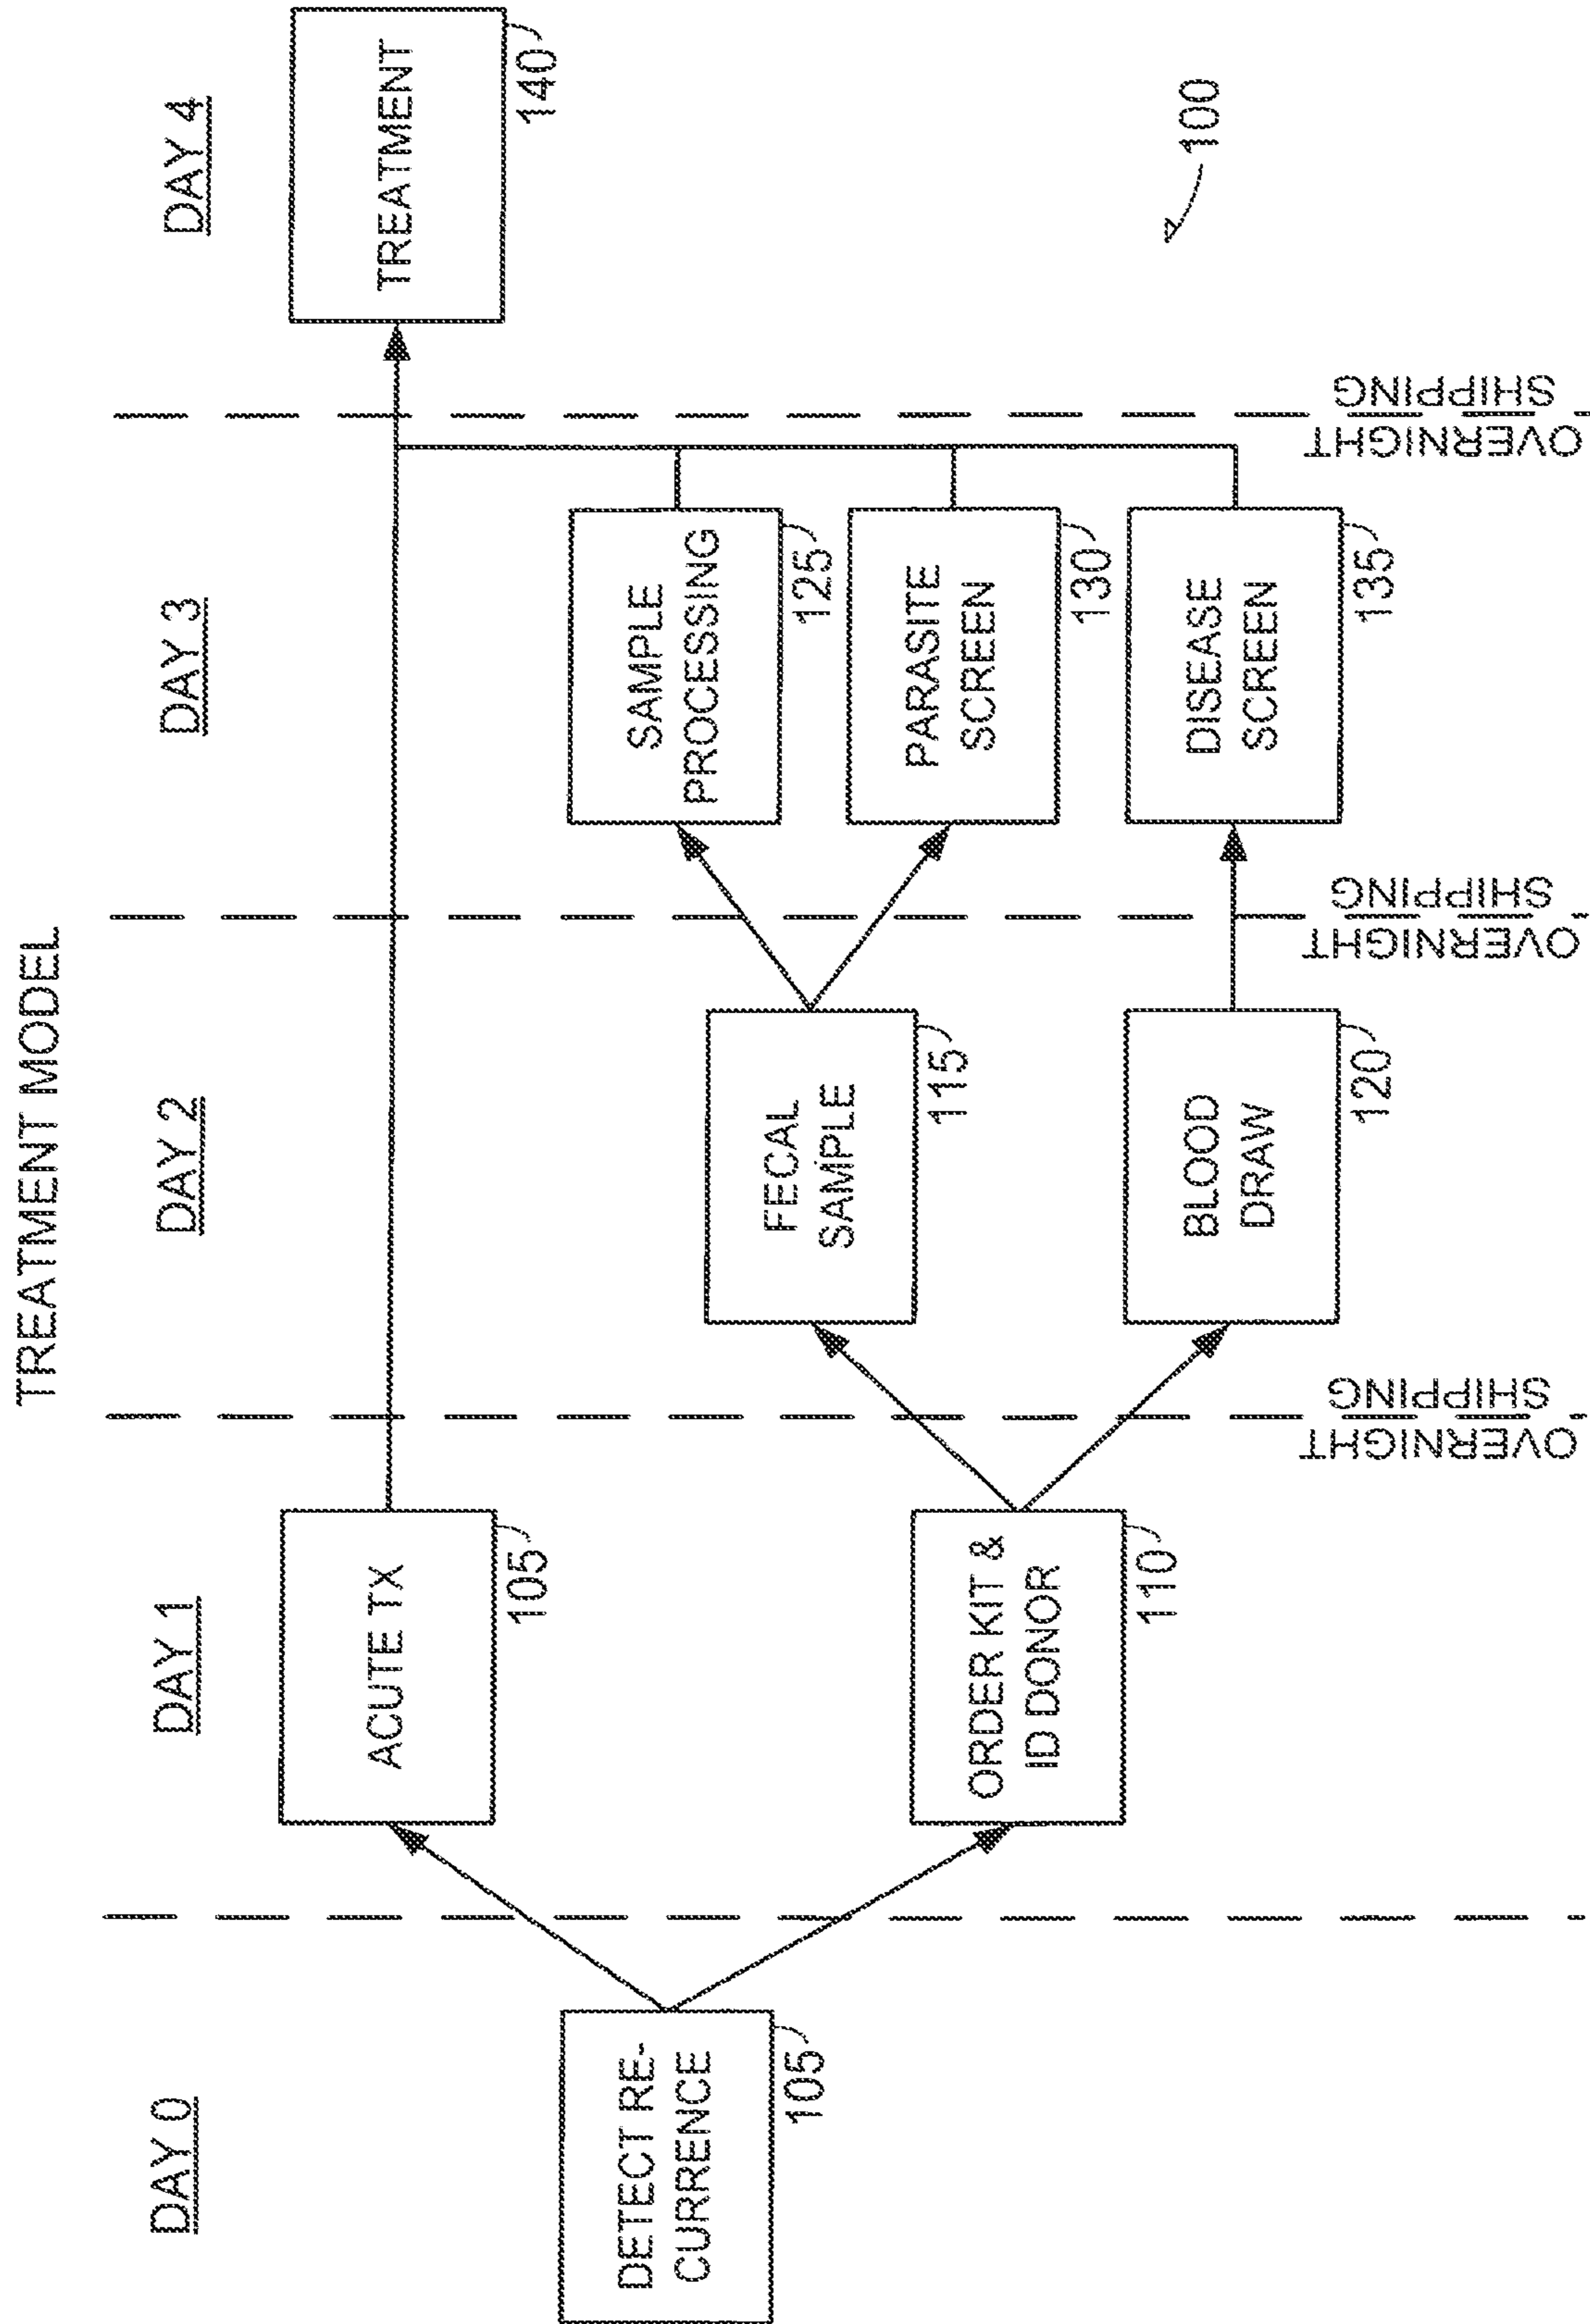 TREATMENT MODEL
DAY 0
DAY 1
DAY 2
DAY 3
DAY 4
DETECT RE-
CURRENCE
105
ACUTE TX
105
ORDER KIT &
ID DONOR
110
OVERNIGHT
SHIPPING
FECAL
SAMPLE
115
BLOOD
DRAW
120
OVERNIGHT
SHIPPING
SAMPLE
PROCESSING
125
PARASITE
SCREEN
130
DISEASE
SCREEN
135
OVERNIGHT
SHIPPING
TREATMENT
140
100